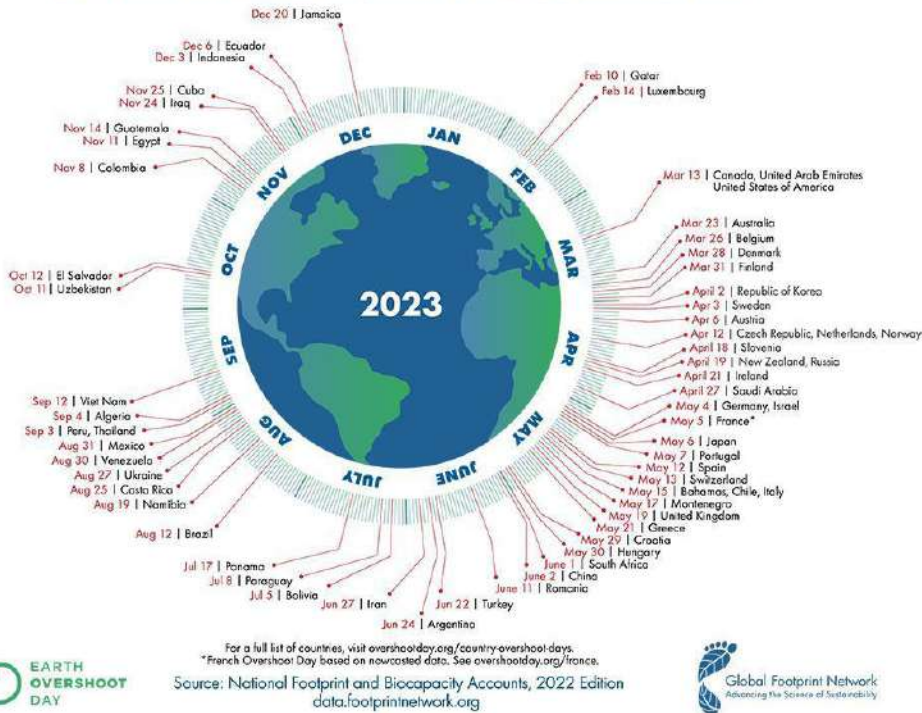 Dec 20 | Jamaica
Dec 6 | Ecuador
Dec 3 | Indonesia
Nov 25 | Cuba
Nov 24 | Iraq
Nov 14 | Guatemala
Nov 11 | Egypt
Nov 8 | Colombia
Oct 12 | El Salvador
Oct 11 | Uzbekistan
Sep 12 | Viet Nam
Sep 4 | Algeria
Sep 3 | Peru, Thailand
Aug 31 | Mexico
Aug 30 | Venezuela
Aug 27 | Ukraine
Aug 25 | Costa Rica
Aug 19 | Namibia
Aug 12 | Brazil
Jul 17 | Panama
Jul 8 | Paraguay
Jul 5 | Bolivia
Jun 27 | Iran
Jun 24 | Argentina
Jun 22 | Turkey
Feb 10 | Qatar
Feb 14 | Luxembourg
Mar 13 | Canada, United Arab Emirates
United States of America
Mar 23 | Australia
Mar 26 | Belgium
Mar 28 | Denmark
Mar 31 | Finland
April 2 | Republic of Korea
Apr 3 | Sweden
Apr 6 | Austria
Apr 12 | Czech Republic, Netherlands, Norway
April 18 | Slovenia
April 19 | New Zealand, Russia
April 21 | Ireland
April 27 | Saudi Arabia
May 4 | Germany, Israel
May 5 | France*
May 6 | Japan
May 7 | Portugal
May 12 | Spain
May 13 | Switzerland
May 15 | Bahamas, Chile, Italy
May 17 | Montenegro
May 19 | United Kingdom
May 21 | Greece
May 29 | Croatia
May 30 | Hungary
June 1 | South Africa
June 2 | China
June 11 | Romania
JAN
FEB
MAR
APR
MAY
JUNE
JULY
AUG
SEP
OCT
NOV
DEC
2023
For a full list of countries, visit overshootday.org/country-overshoot-days.
*French Overshoot Day based on nowcasted data. See overshootday.org/france.
Source: National Footprint and Biocapacity Accounts, 2022 Edition
data.footprintnetwork.org
EARTH
OVERSHOOT
DAY
Global Footprint Network
Advancing the Science of Sustainability